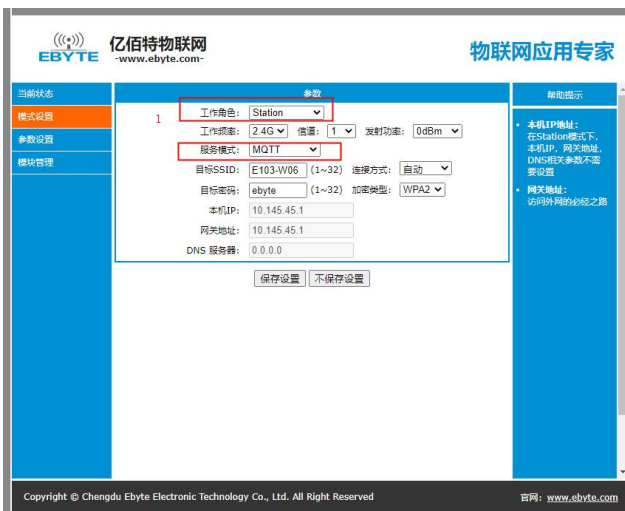 ((·))
EBYTE
亿佰特物联网
-www.ebyte.com-
物联网应用专家
当前状态
模式设置
参数设置
模块管理
参数
1
工作角色: Station
工作频率: 2.4G 信道: 1 发射功率: 0dBm
服务模式: MQTT
目标SSID: E103-W06 (1~32) 连接方式: 自动
目标密码: ebyte (1~32) 加密类型: WPA2
本机IP: 10.145.45.1
网关地址: 10.145.45.1
DNS 服务器: 0.0.0.0
保存设置 不保存设置
帮助提示
• 本机IP地址:
在Station模式下,
本机IP, 网关地址,
DNS相关参数不需
要设置
• 网关地址:
访问外网的必经之路
Copyright © Chengdu Ebyte Electronic Technology Co., Ltd. All Right Reserved
官网: www.ebyte.com